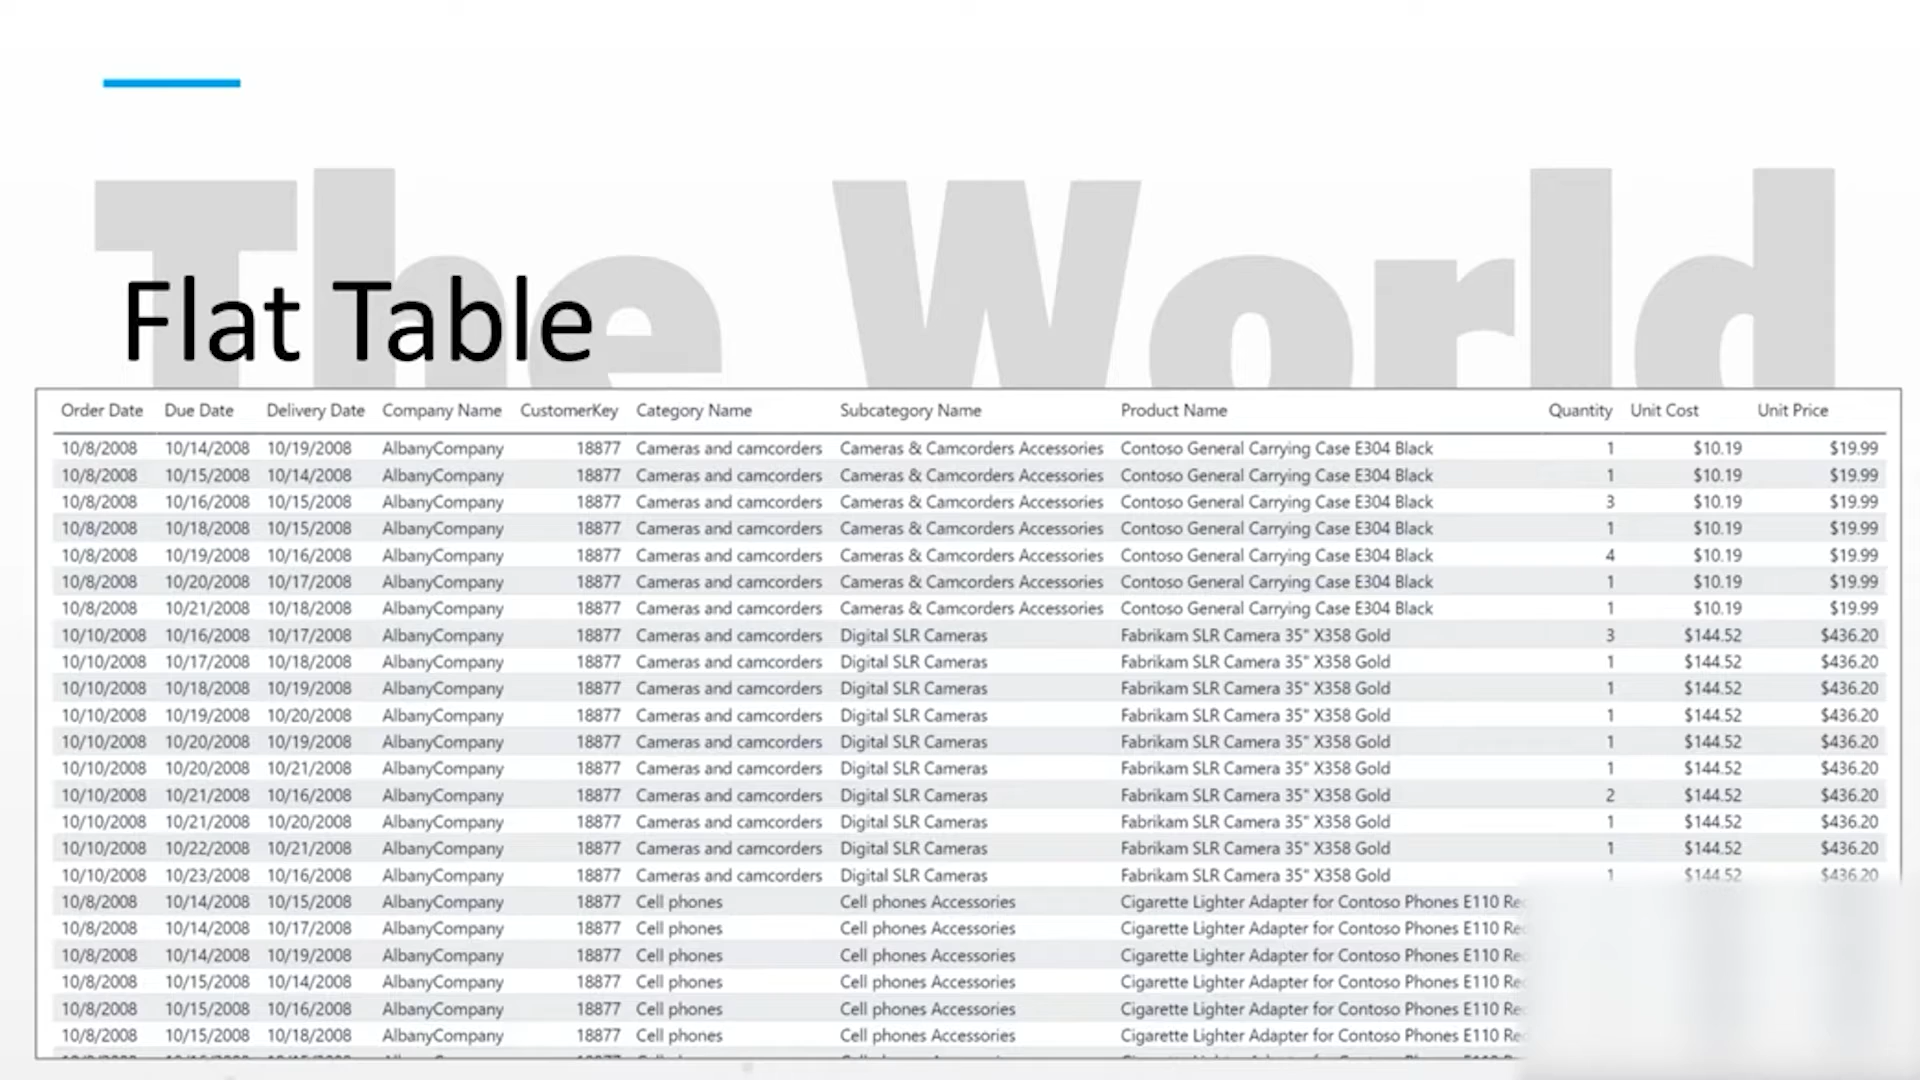 The World
Flat Table
Order Date Due Date Delivery Date Company Name CustomerKey Category Name Subcategory Name Product Name Quantity Unit Cost Unit Price
10/8/2008 10/14/2008 10/19/2008 AlbanyCompany 18877 Cameras and camcorders Cameras & Camcorders Accessories Contoso General Carrying Case E304 Black 1 $10.19 $19.99
10/8/2008 10/15/2008 10/14/2008 AlbanyCompany 18877 Cameras and camcorders Cameras & Camcorders Accessories Contoso General Carrying Case E304 Black 1 $10.19 $19.99
10/8/2008 10/16/2008 10/15/2008 AlbanyCompany 18877 Cameras and camcorders Cameras & Camcorders Accessories Contoso General Carrying Case E304 Black 3 $10.19 $19.99
10/8/2008 10/18/2008 10/15/2008 AlbanyCompany 18877 Cameras and camcorders Cameras & Camcorders Accessories Contoso General Carrying Case E304 Black 1 $10.19 $19.99
10/8/2008 10/19/2008 10/16/2008 AlbanyCompany 18877 Cameras and camcorders Cameras & Camcorders Accessories Contoso General Carrying Case E304 Black 4 $10.19 $19.99
10/8/2008 10/20/2008 10/17/2008 AlbanyCompany 18877 Cameras and camcorders Cameras & Camcorders Accessories Contoso General Carrying Case E304 Black 1 $10.19 $19.99
10/8/2008 10/21/2008 10/18/2008 AlbanyCompany 18877 Cameras and camcorders Cameras & Camcorders Accessories Contoso General Carrying Case E304 Black 1 $10.19 $19.99
10/10/2008 10/16/2008 10/17/2008 AlbanyCompany 18877 Cameras and camcorders Digital SLR Cameras Fabrikam SLR Camera 35" X358 Gold 3 $144.52 $436.20
10/10/2008 10/17/2008 10/18/2008 AlbanyCompany 18877 Cameras and camcorders Digital SLR Cameras Fabrikam SLR Camera 35" X358 Gold 1 $144.52 $436.20
10/10/2008 10/18/2008 10/19/2008 AlbanyCompany 18877 Cameras and camcorders Digital SLR Cameras Fabrikam SLR Camera 35" X358 Gold 1 $144.52 $436.20
10/10/2008 10/19/2008 10/20/2008 AlbanyCompany 18877 Cameras and camcorders Digital SLR Cameras Fabrikam SLR Camera 35" X358 Gold 1 $144.52 $436.20
10/10/2008 10/20/2008 10/19/2008 AlbanyCompany 18877 Cameras and camcorders Digital SLR Cameras Fabrikam SLR Camera 35" X358 Gold 1 $144.52 $436.20
10/10/2008 10/20/2008 10/21/2008 AlbanyCompany 18877 Cameras and camcorders Digital SLR Cameras Fabrikam SLR Camera 35" X358 Gold 1 $144.52 $436.20
10/10/2008 10/21/2008 10/16/2008 AlbanyCompany 18877 Cameras and camcorders Digital SLR Cameras Fabrikam SLR Camera 35" X358 Gold 2 $144.52 $436.20
10/10/2008 10/21/2008 10/20/2008 AlbanyCompany 18877 Cameras and camcorders Digital SLR Cameras Fabrikam SLR Camera 35" X358 Gold 1 $144.52 $436.20
10/10/2008 10/22/2008 10/21/2008 AlbanyCompany 18877 Cameras and camcorders Digital SLR Cameras Fabrikam SLR Camera 35" X358 Gold 1 $144.52 $436.20
10/10/2008 10/23/2008 10/16/2008 AlbanyCompany 18877 Cameras and camcorders Digital SLR Cameras Fabrikam SLR Camera 35" X358 Gold 1 $144.52 $436.20
10/8/2008 10/14/2008 10/15/2008 AlbanyCompany 18877 Cell phones Cell phones Accessories Cigarette Lighter Adapter for Contoso Phones E110
10/8/2008 10/14/2008 10/17/2008 AlbanyCompany 18877 Cell phones Cell phones Accessories Cigarette Lighter Adapter for Contoso Phones E110
10/8/2008 10/14/2008 10/19/2008 AlbanyCompany 18877 Cell phones Cell phones Accessories Cigarette Lighter Adapter for Contoso Phones E110
10/8/2008 10/15/2008 10/14/2008 AlbanyCompany 18877 Cell phones Cell phones Accessories Cigarette Lighter Adapter for Contoso Phones E110
10/8/2008 10/15/2008 10/16/2008 AlbanyCompany 18877 Cell phones Cell phones Accessories Cigarette Lighter Adapter for Contoso Phones E110
10/8/2008 10/15/2008 10/18/2008 AlbanyCompany 18877 Cell phones Cell phones Accessories Cigarette Lighter Adapter for Contoso Phones E110